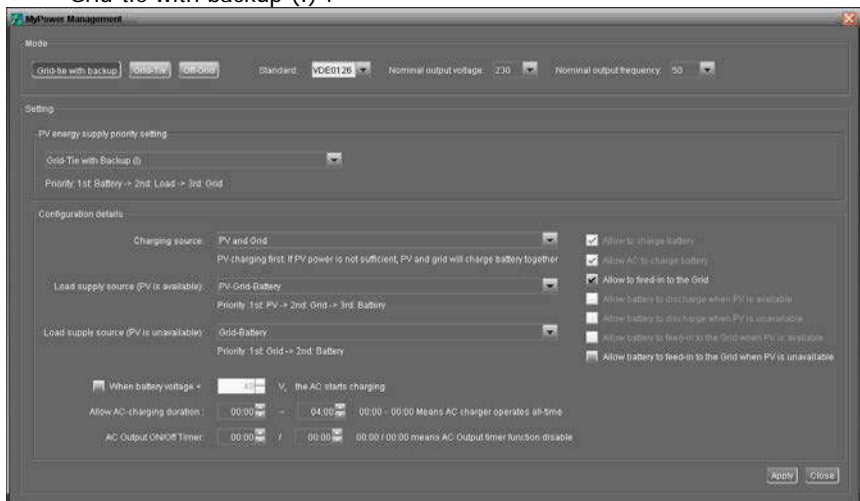 Grid-tie with backup (I) :
MyPower Management
Mode
Grid-tie with backup Grid-Tie Off-Grid Standard: VDE0126 Nominal output voltage: 230 Nominal output frequency: 50
Setting
PV energy supply priority setting
Grid-Tie with Backup (I)
Priority: 1st: Battery -> 2nd: Load -> 3rd: Grid
Configuration details
Charging source: PV and Grid
PV charging first. If PV power is not sufficient, PV and grid will charge battery together
Allow to charge battery
Allow AC to charge battery
Allow to feed-in to the Grid
Load supply source (PV is available): PV-Grid-Battery
Priority: 1st: PV -> 2nd: Grid -> 3rd: Battery
Allow battery to discharge when PV is available
Allow battery to discharge when PV is unavailable
Load supply source (PV is unavailable): Grid-Battery
Priority: 1st: Grid -> 2nd: Battery
Allow battery to feed-in to the Grid when PV is available
Allow battery to feed-in to the Grid when PV is unavailable
When battery voltage < 48 V, the AC starts charging
Allow AC charging duration : 00:00 ~ 04:00 00:00 - 00:00 Means AC charger operates all-time
AC Output ON/Off Timer: 00:00 / 00:00 00:00 / 00:00 means AC Output timer function disable
Apply Close